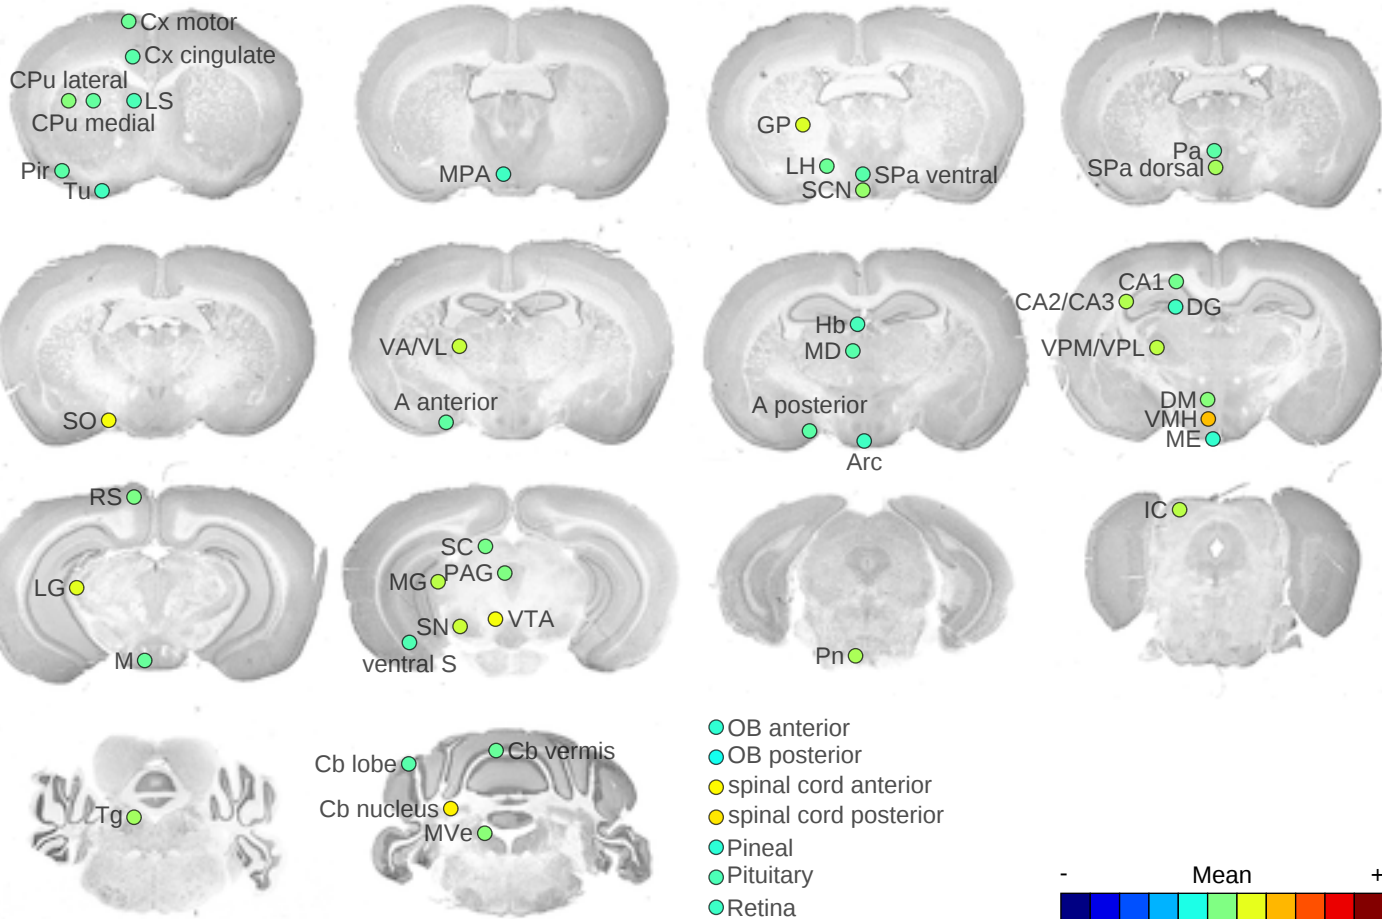 Cx motor
Cx cingulate
CPu lateral
LS
CPu medial
Pir
Tu
MPA
GP
LH
SPa ventral
SCN
Pa
SPa dorsal
SO
VA/VL
A anterior
Hb
MD
A posterior
Arc
CA1
CA2/CA3
DG
VPM/VPL
DM
VMH
ME
RS
LG
M
SC
PAG
MG
VTA
SN
ventral S
Pn
IC
Tg
Cb vermis
Cb lobe
Cb nucleus
MVe
OB anterior
OB posterior
spinal cord anterior
spinal cord posterior
Pineal
Pituitary
Retina
- Mean +